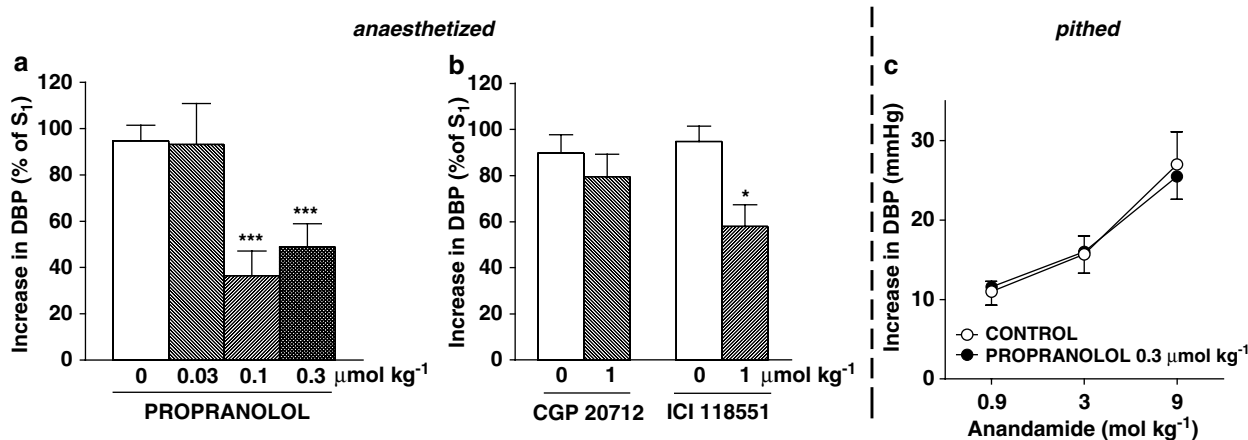 anaesthetized
pithed
a
Increase in DBP (% of S1)
120
100
80
60
40
20
0
***
***
0 0.03 0.1 0.3 μmol kg-1
PROPRANOLOL
b
Increase in DBP (%of S1)
120
100
80
60
40
20
0
*
0 1 0 1 μmol kg-1
CGP 20712 ICI 118551
c
Increase in DBP (mmHg)
30
20
10
0
CONTROL
PROPRANOLOL 0.3 μmol kg-1
0.9 3 9
Anandamide (mol kg-1)